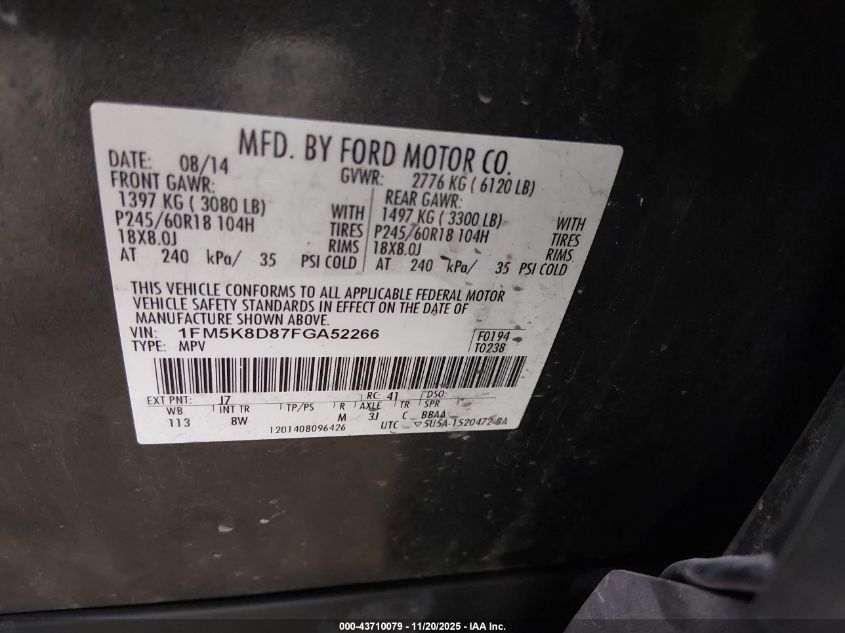 MFD. BY FORD MOTOR CO.
DATE: 08/14 GVWR: 2776 KG ( 6120 LB)
FRONT GAWR: REAR GAWR:
1397 KG ( 3080 LB) WITH 1497 KG ( 3300 LB) WITH
P245/60R18 104H TIRES P245/60R18 104H TIRES
18X8.0J RIMS 18X8.0J RIMS
AT 240 kPa/ 35 PSI COLD AT 240 kPa/ 35 PSI COLD
THIS VEHICLE CONFORMS TO ALL APPLICABLE FEDERAL MOTOR
VEHICLE SAFETY STANDARDS IN EFFECT ON THE DATE OF
MANUFACTURE SHOWN ABOVE.
VIN: 1FM5K8D87FGA52266 F0194
TYPE: MPV T0238
EXT PNT: J7 RC: 41 DSO:
WB INT TR TP/PS R AXLE TR SPR
113 8W M 3J C BBAA
1201408096426 UTC ▽5U5A-1520472-BA
000-43710079 - 11/20/2025 - IAA Inc.